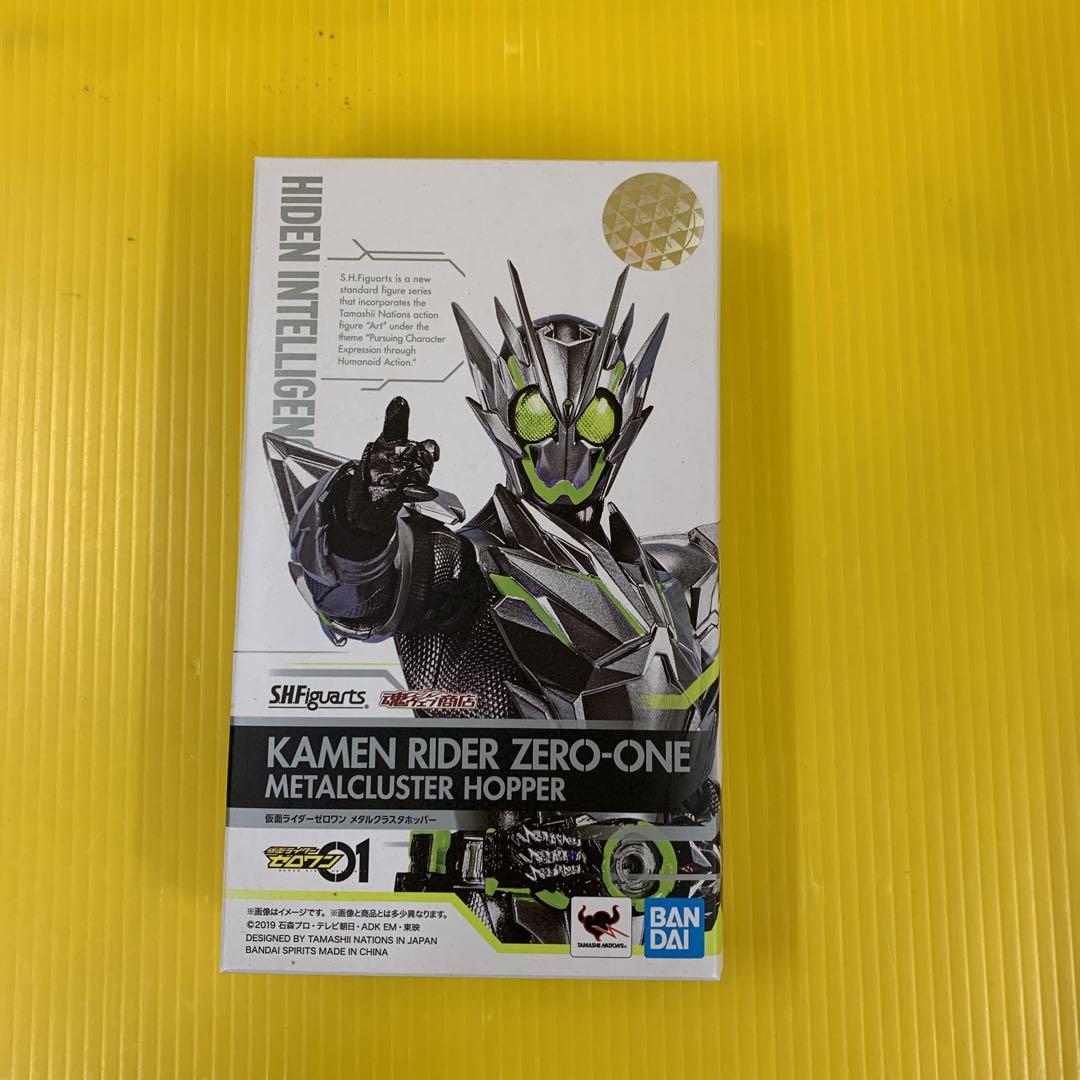 HIDEN INTELLIGENC
S.H.Figuarts is a new
standard figure series
that incorporates the
Tamashii Nations action
figure "Art" under the
theme "Pursuing Character
Expression through
Humanoid Action."
S.H.Figuarts®
魂ウェブ商店
KAMEN RIDER ZERO-ONE
METALCLUSTER HOPPER
仮面ライダーゼロワン メタルクラスタホッパー
仮面ライダー
ゼロワン 01
※画像はイメージです。※画像と商品とは多少異なります。
©2019 石森プロ・テレビ朝日・ADK EM・東映
DESIGNED BY TAMASHII NATIONS IN JAPAN
BANDAI SPIRITS MADE IN CHINA
TAMASHII NATIONS®
BAN
DAI